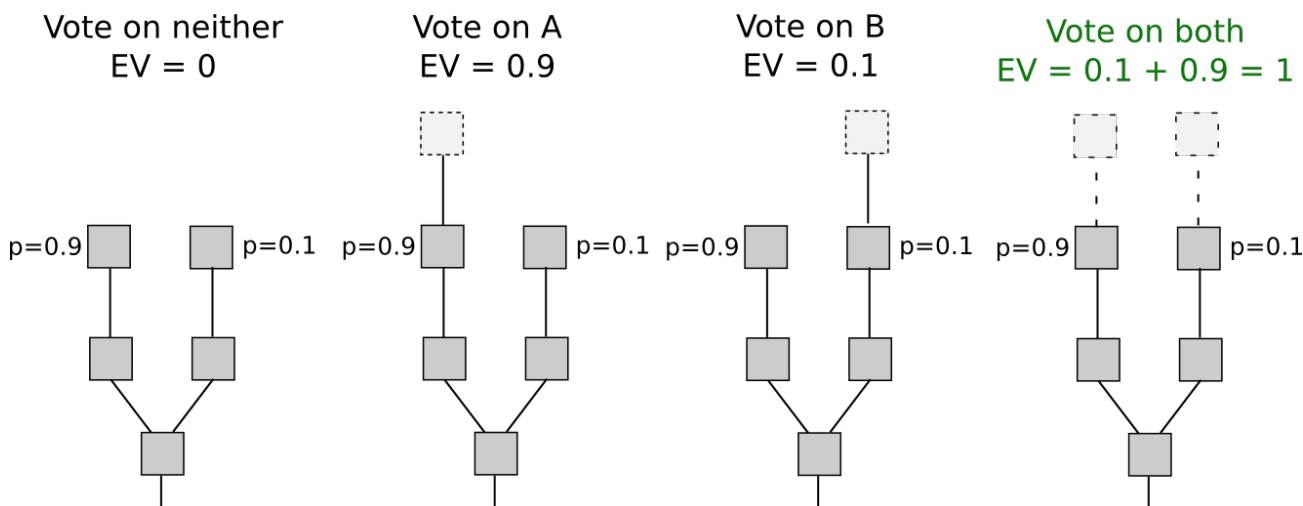 Vote on neither
EV = 0
Vote on A
EV = 0.9
Vote on B
EV = 0.1
Vote on both
EV = 0.1 + 0.9 = 1
p=0.9
p=0.1
p=0.9
p=0.1
p=0.9
p=0.1
p=0.9
p=0.1